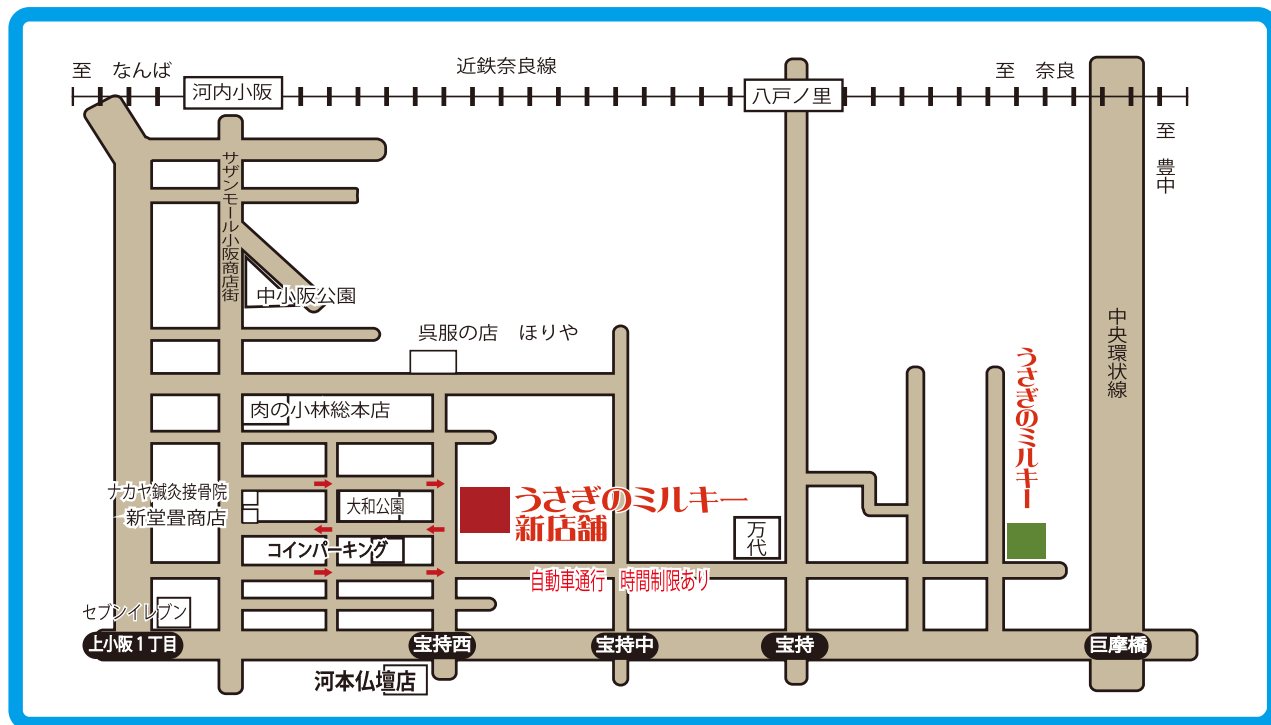 至 なんば
近鉄奈良線
至 奈良
河内小阪
八戸ノ里
至 豊中
サザンモール小阪商店街
中小阪公園
呉服の店 ほりや
中央環状線
うさぎのミルキー
肉の小林総本店
ナカヤ鍼灸接骨院
大和公園
うさぎのミルキー
新店舗
新堂畳商店
万代
コインパーキング
自動車通行 時間制限あり
セブンイレブン
上小阪1丁目
宝持西
宝持中
宝持
巨摩橋
河本仏壇店